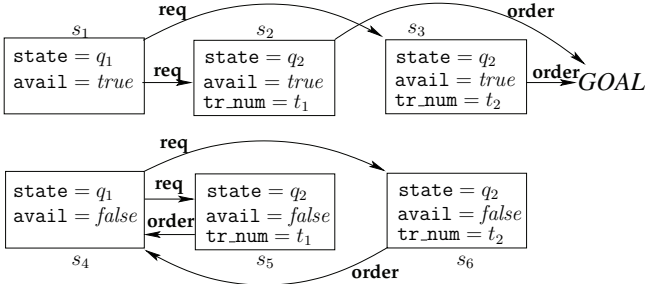 req
order
s₁
s₂
s₃
state = q₁
avail = true
req
state = q₂
avail = true
tr_num = t₁
state = q₂
avail = true
tr_num = t₂
order
GOAL
req
state = q₁
avail = false
req
order
state = q₂
avail = false
tr_num = t₁
state = q₂
avail = false
tr_num = t₂
s₄
s₅
s₆
order